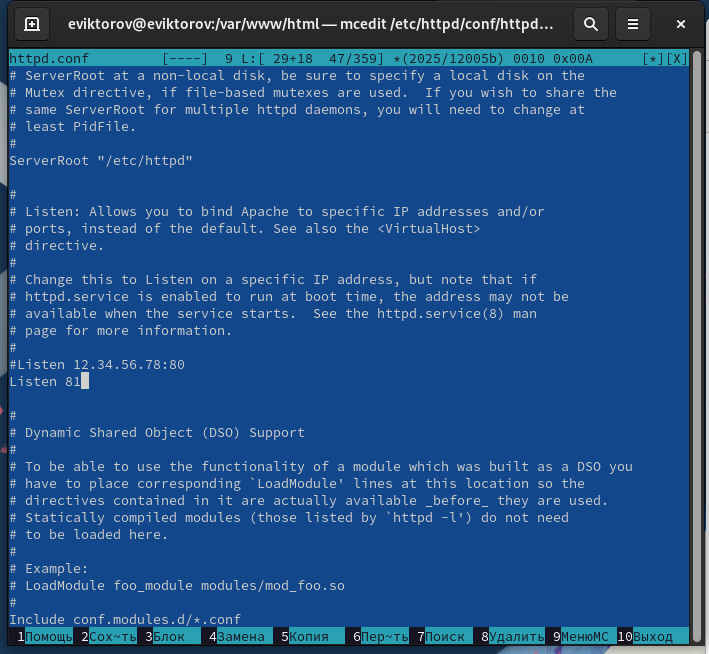 eviktorov@eviktorov:/var/www/html — mcedit /etc/httpd/conf/httpd…
httpd.conf [----] 9 L:[ 29+18 47/359] *(2025/12005b) 0010 0x00A [*][X]
# ServerRoot at a non-local disk, be sure to specify a local disk on the
# Mutex directive, if file-based mutexes are used.  If you wish to share the
# same ServerRoot for multiple httpd daemons, you will need to change at
# least PidFile.
#
ServerRoot "/etc/httpd"
#
# Listen: Allows you to bind Apache to specific IP addresses and/or
# ports, instead of the default. See also the <VirtualHost>
# directive.
#
# Change this to Listen on a specific IP address, but note that if
# httpd.service is enabled to run at boot time, the address may not be
# available when the service starts.  See the httpd.service(8) man
# page for more information.
#
#Listen 12.34.56.78:80
Listen 81
#
# Dynamic Shared Object (DSO) Support
#
# To be able to use the functionality of a module which was built as a DSO you
# have to place corresponding `LoadModule' lines at this location so the
# directives contained in it are actually available _before_ they are used.
# Statically compiled modules (those listed by `httpd -l') do not need
# to be loaded here.
#
# Example:
# LoadModule foo_module modules/mod_foo.so
#
Include conf.modules.d/*.conf
1Помощь 2Сох~ть 3Блок 4Замена 5Копия 6Пер~ть 7Поиск 8Удалить 9МенюMC 10Выход